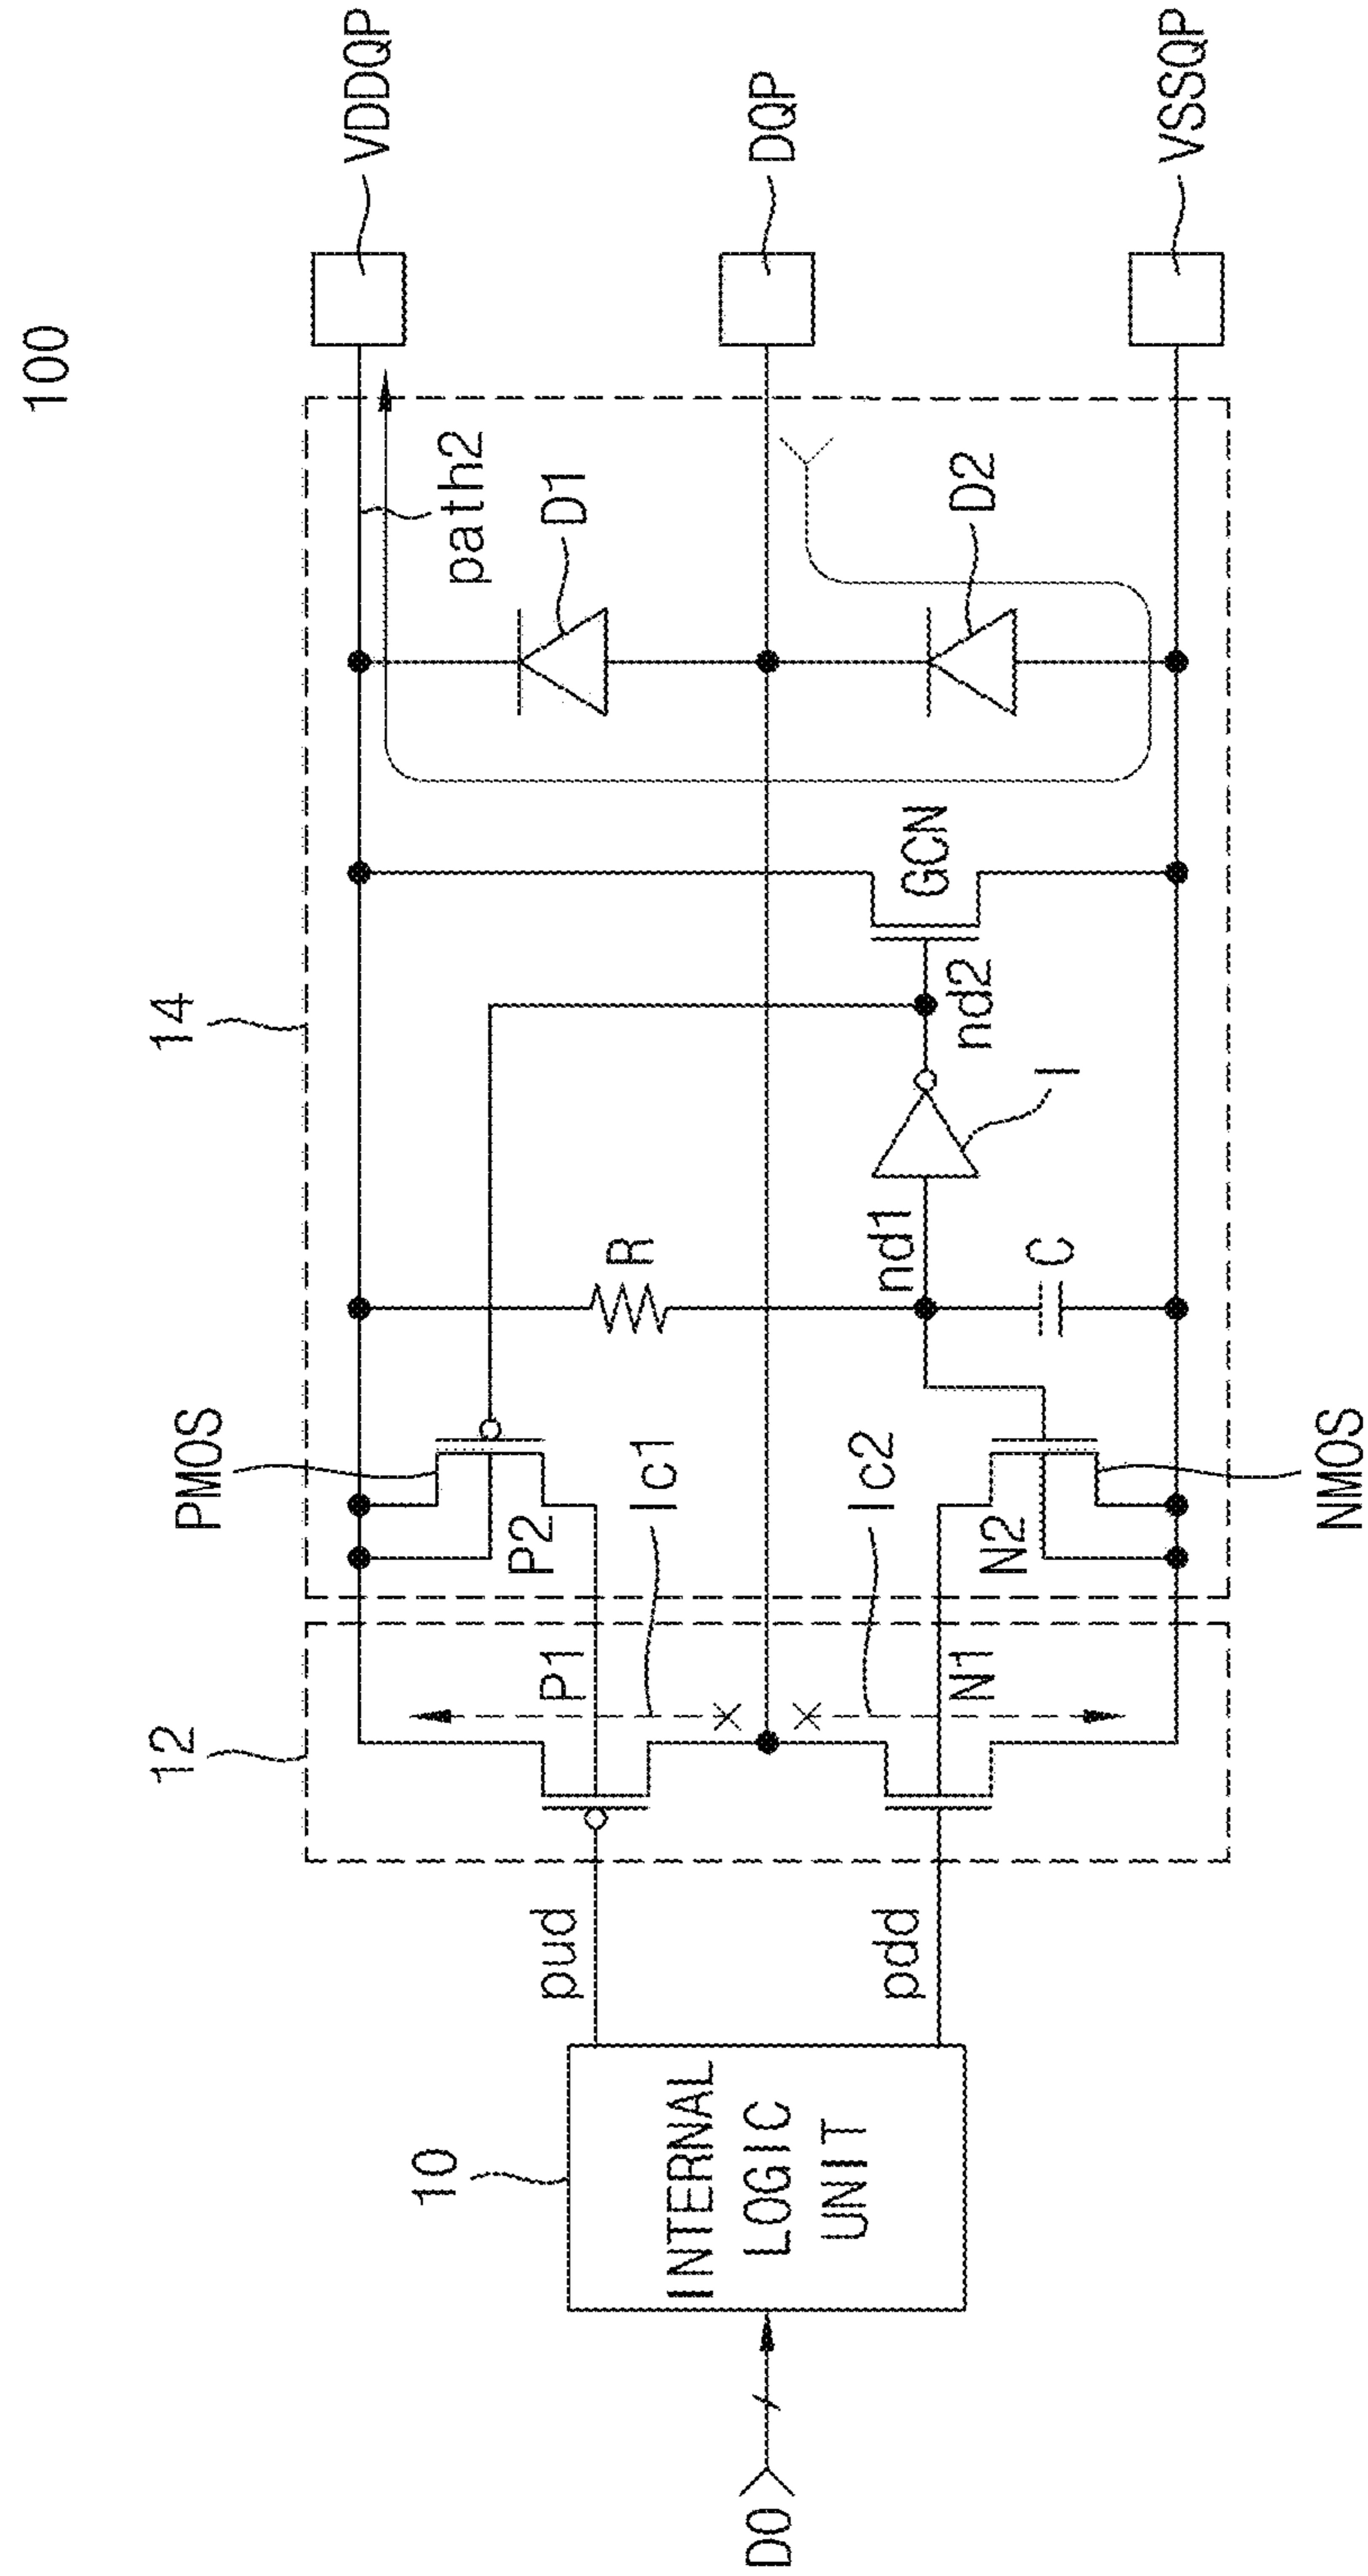 100
14
12
10
PMOS
VDDQP
path2
D1
P2
R
P1
Ic1
pud
DQP
DO
INTERNAL
LOGIC
UNIT
Ic2
nd1
nd2
GCN
D2
pdd
N1
N2
C
I
VSSQP
NMOS